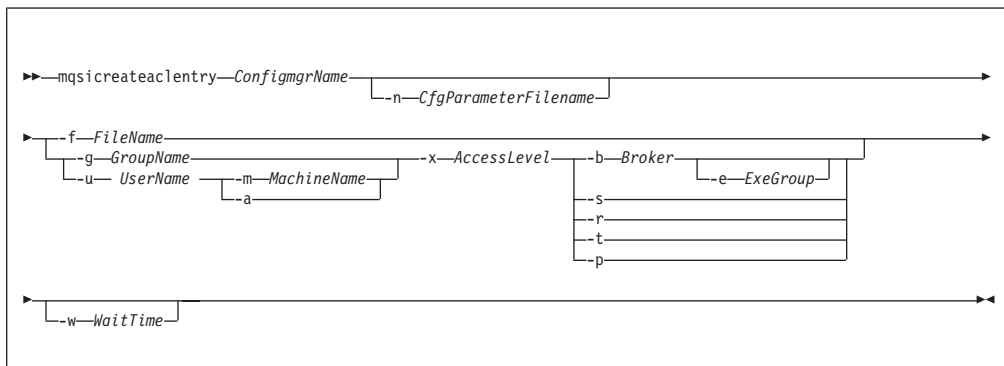 mqsicreateaclentry ConfigmgrName
-n CfgParameterFilename
-f FileName
-g GroupName -x AccessLevel -b Broker
-u UserName -m MachineName -e ExeGroup
-a -s
-r
-t
-p
-w WaitTime